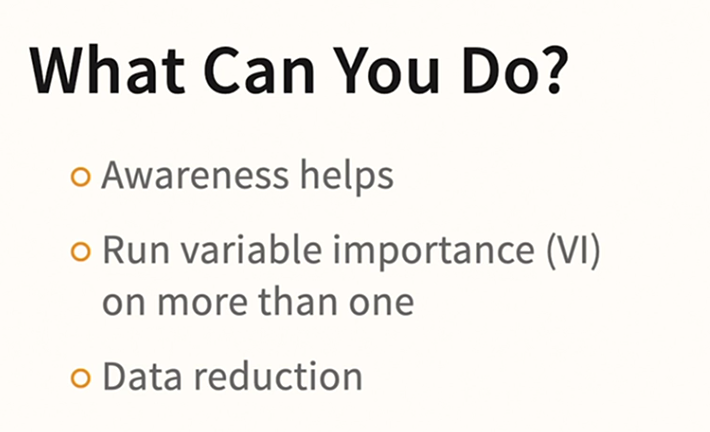 What Can You Do?
Awareness helps
Run variable importance (VI)
on more than one
Data reduction